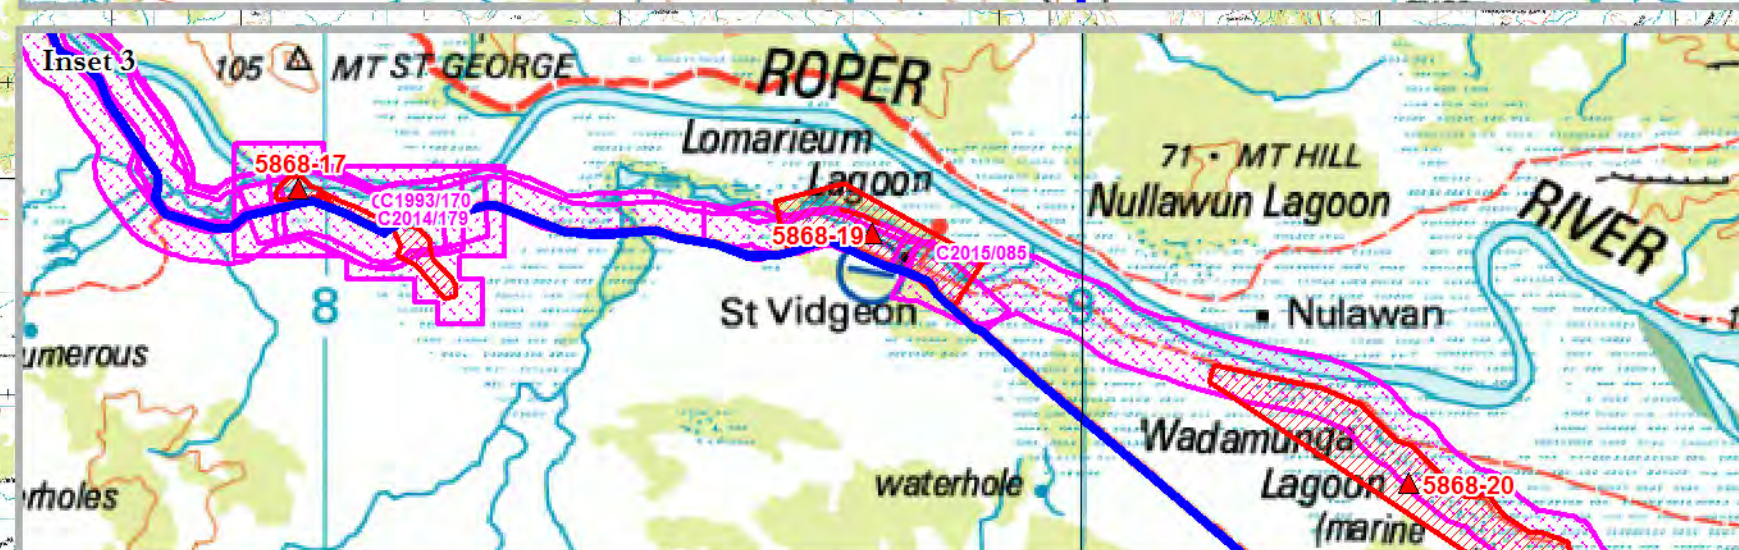 Inset 3
105
MT ST GEORGE
ROPER
Lomarieum
Lagoon
5868-17
(C1993/170
C2014/179
5868-19
C2015/085
71
MT HILL
Nullawun Lagoon
RIVER
8
9
St Vidgeon
Nulawan
umerous
Wadamunga
Lagoon
5868-20
(marine
waterhole
rholes